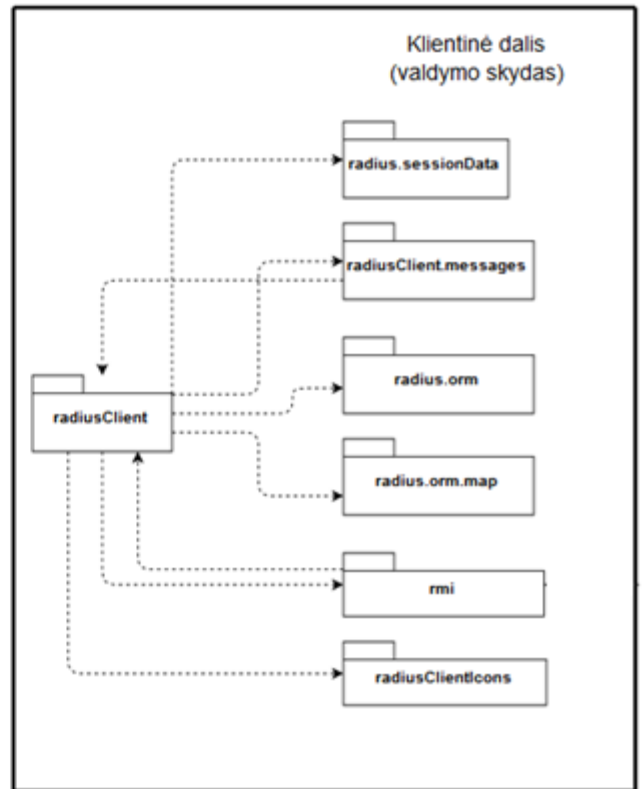 Klientinė dalis
(valdymo skydas)
radius.sessionData
radiusClient.messages
radius.orm
radiusClient
radius.orm.map
rmi
radiusClientIcons